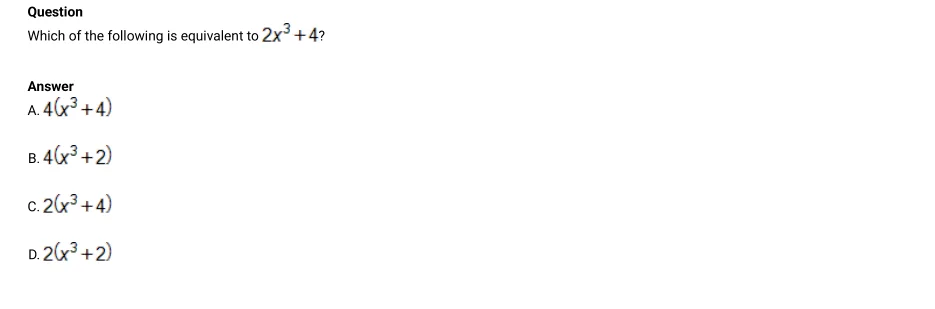 Question
Which of the following is equivalent to 2x³+4?
Answer
A. 4(x³+4)
B. 4(x³+2)
C. 2(x³+4)
D. 2(x³+2)